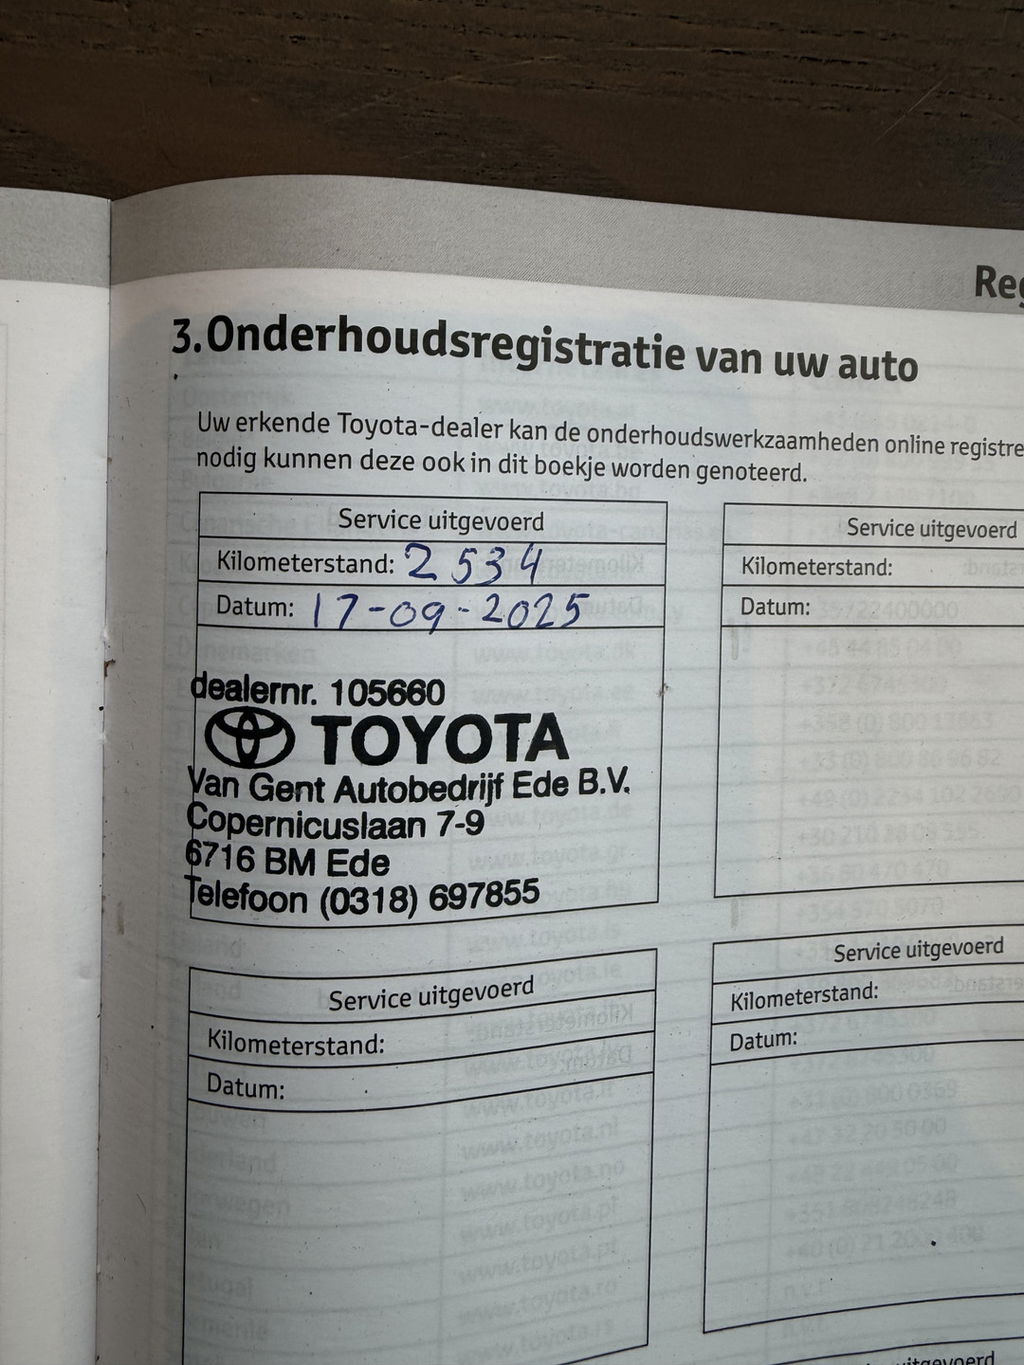 3.Onderhoudsregistratie van uw auto
Uw erkende Toyota-dealer kan de onderhoudswerkzaamheden online
nodig kunnen deze ook in dit boekje worden genoteerd.
Service uitgevoerd
Kilometerstand: 2534
Datum: 17-09-2025
dealernr. 105660
TOYOTA
Van Gent Autobedrijf Ede B.V.
Copernicuslaan 7-9
6716 BM Ede
Telefoon (0318) 697855
Service uitgevoerd
Kilometerstand:
Datum:
Service uitgevoerd
Kilometerstand:
Datum:
Service uitgevoerd
Kilometerstand:
Datum: